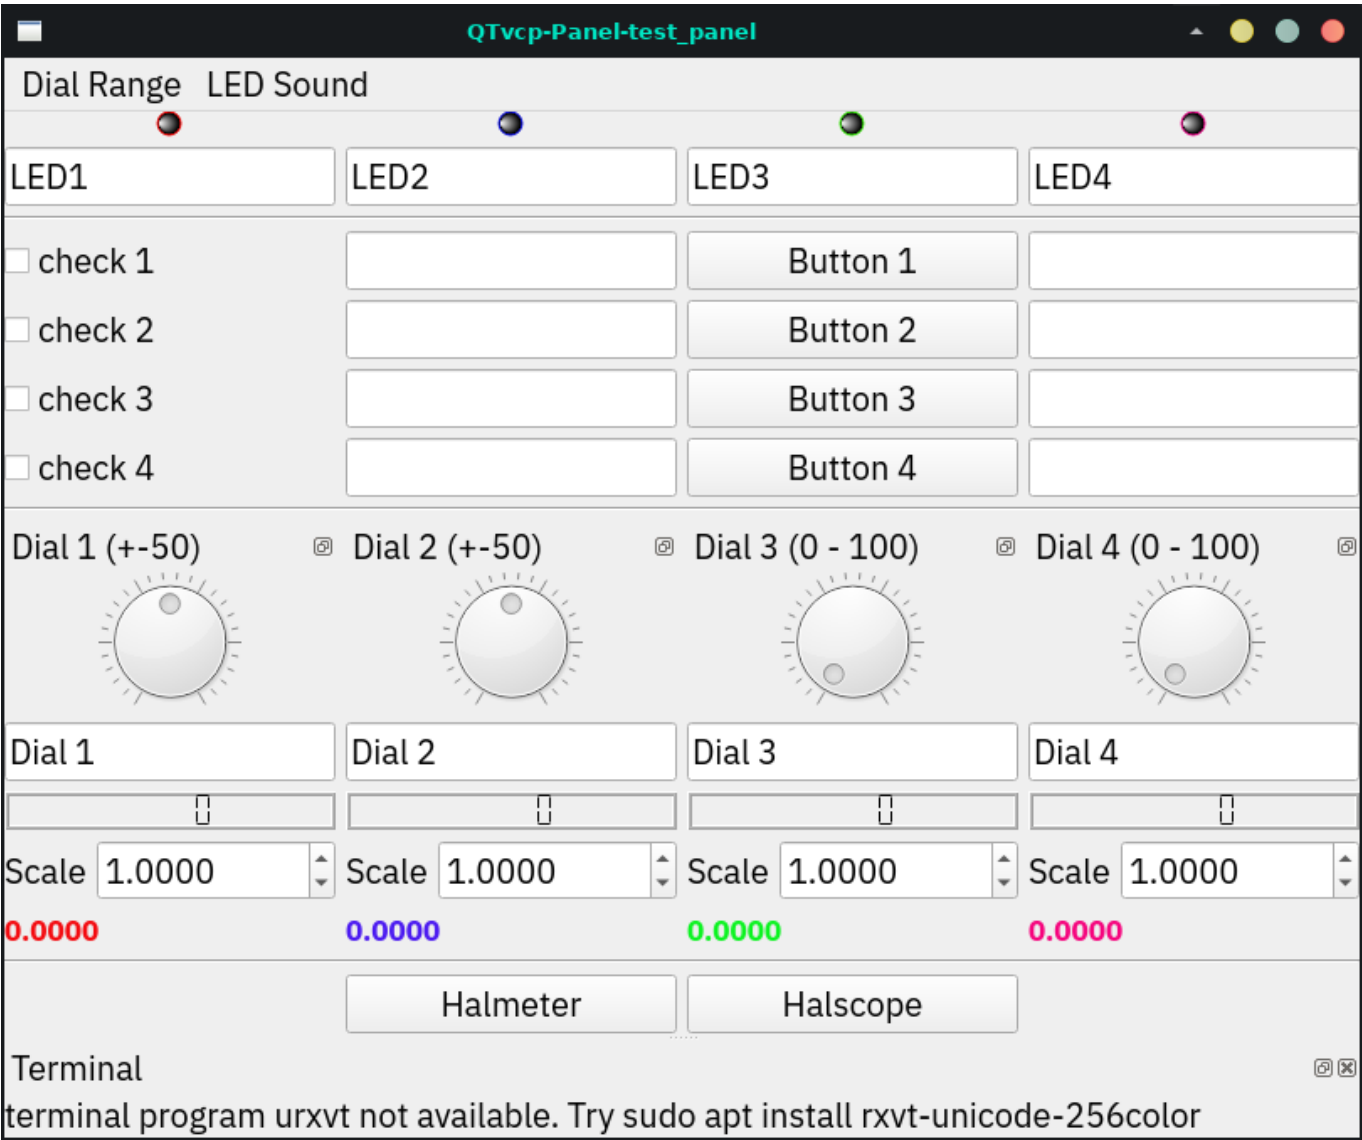 QTvcp-Panel-test_panel
Dial Range LED Sound
LED1 LED2 LED3 LED4
check 1 Button 1
check 2 Button 2
check 3 Button 3
check 4 Button 4
Dial 1 (+-50) Dial 2 (+-50) Dial 3 (0 - 100) Dial 4 (0 - 100)
Dial 1 Dial 2 Dial 3 Dial 4
0 0 0 0
Scale 1.0000 Scale 1.0000 Scale 1.0000 Scale 1.0000
0.0000 0.0000 0.0000 0.0000
Halmeter Halscope
Terminal
terminal program urxvt not available. Try sudo apt install rxvt-unicode-256color